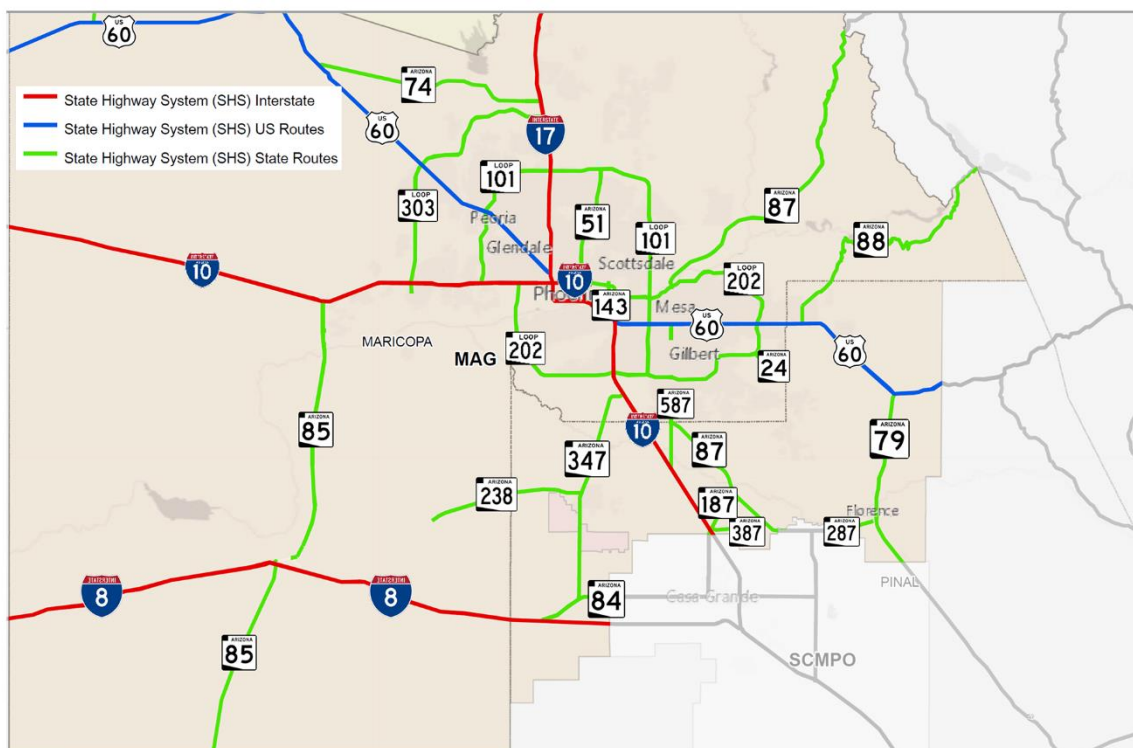 US
60
ARIZONA
74
State Highway System (SHS) Interstate
State Highway System (SHS) US Routes
State Highway System (SHS) State Routes
US
60
INTERSTATE
17
LOOP
101
LOOP
303
Peoria
ARIZONA
51
ARIZONA
87
Glendale
LOOP
101
ARIZONA
88
Scottsdale
10
10
LOOP
202
ARIZONA
143
Mesa
US
60
MARICOPA
MAG
LOOP
202
Gilbert
ARIZONA
24
US
60
ARIZONA
587
ARIZONA
85
10
ARIZONA
347
ARIZONA
87
ARIZONA
79
ARIZONA
238
ARIZONA
187
Florence
ARIZONA
387
ARIZONA
287
PINAL
8
8
ARIZONA
84
Casa Grande
ARIZONA
85
SCMPO